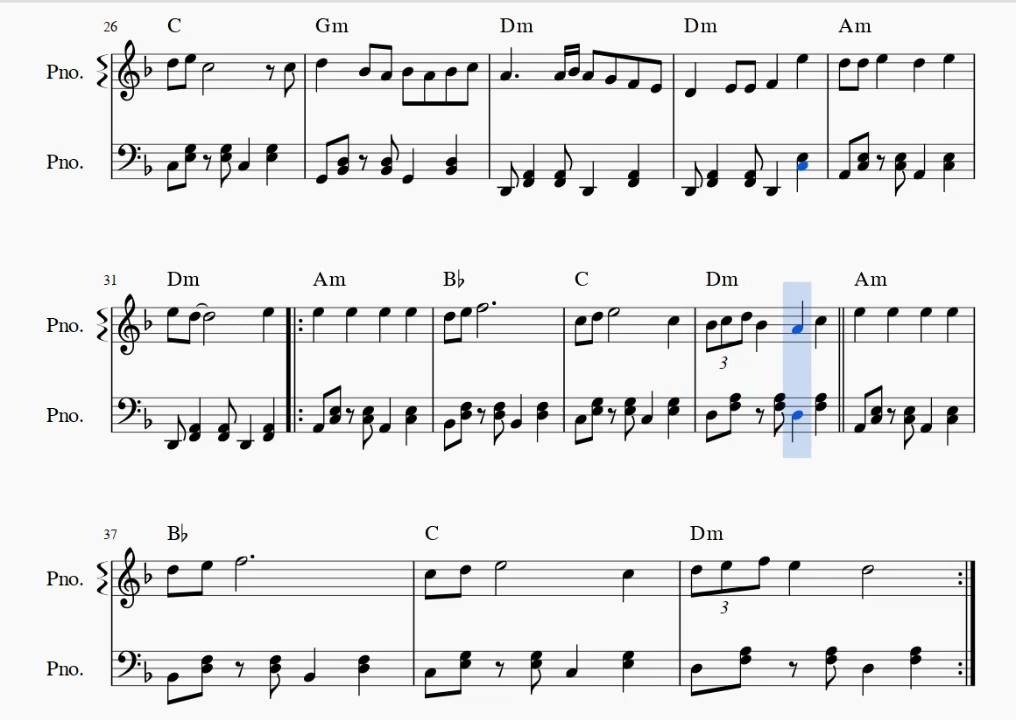 26 C Gm Dm Dm Am
Pno.
Pno.
31 Dm Am B♭ C Dm Am
Pno.
3
Pno.
37 B♭ C Dm
Pno.
3
Pno.